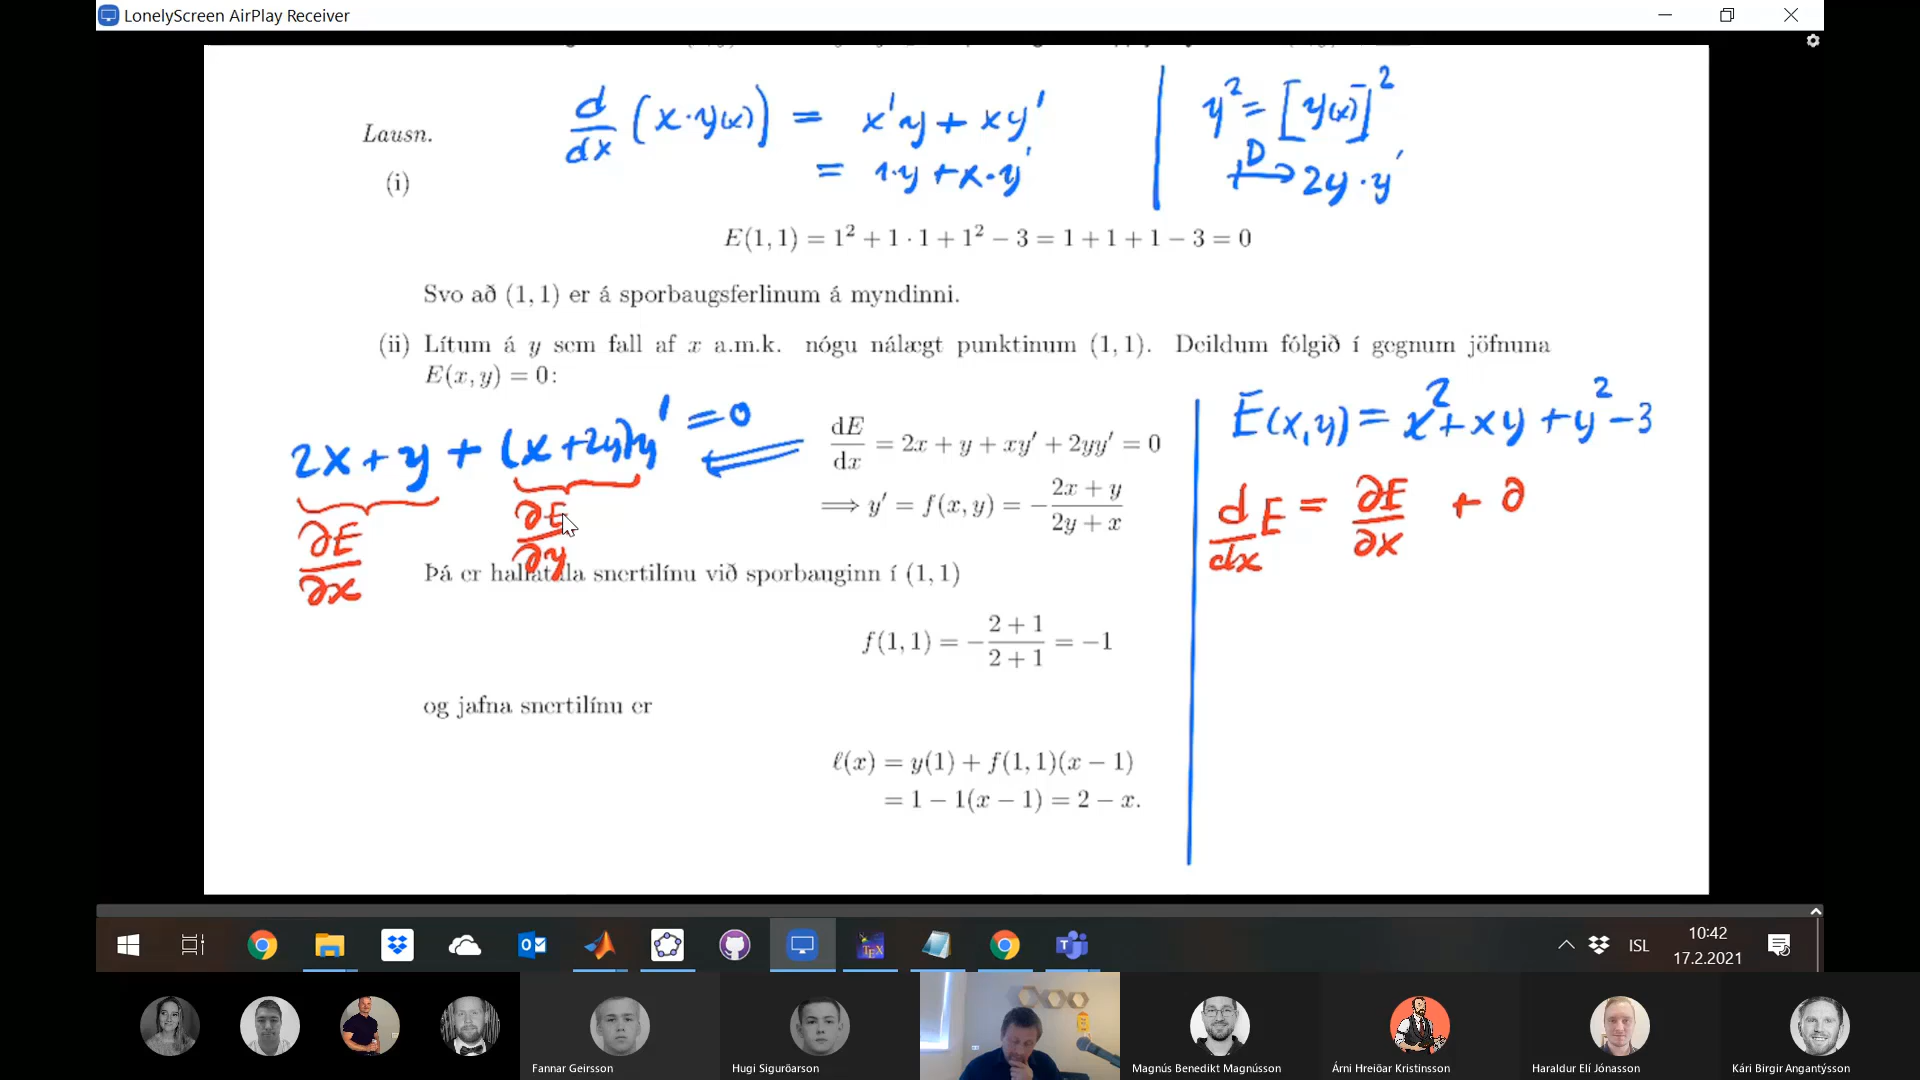 LonelyScreen AirPlay Receiver
d/dx (x·y(x)) = x'y + xy'
= 1·y + x·y'
y² = [y(x)]²
D
↦ 2y·y'
Lausn.
(i)
E(1, 1) = 1² + 1 · 1 + 1² − 3 = 1 + 1 + 1 − 3 = 0
Svo að (1, 1) er á sporbaugsferlinum á myndinni.
(ii) Lítum á y sem fall af x a.m.k. nógu nálægt punktinum (1, 1). Deildum fólgið í gegnum jöfnuna
E(x, y) = 0:
2x + y + (x + 2y)y' = 0 ⟸
∂E/∂x
∂E/∂y
dE/dx = 2x + y + xy′ + 2yy′ = 0
⟹ y′ = f(x, y) = − (2x + y)/(2y + x)
E(x,y) = x² + xy + y² − 3
d/dx E = ∂E/∂x + ∂
Þá er hallatala snertilínu við sporbauginn í (1, 1)
f(1, 1) = − (2 + 1)/(2 + 1) = −1
og jafna snertilínu er
ℓ(x) = y(1) + f(1, 1)(x − 1)
= 1 − 1(x − 1) = 2 − x.
ISL
10:42
17.2.2021
Fannar Geirsson
Hugi Sigurðarson
Magnús Benedikt Magnússon
Árni Hreiðar Kristinsson
Haraldur Elí Jónasson
Kári Birgir Angantýsson